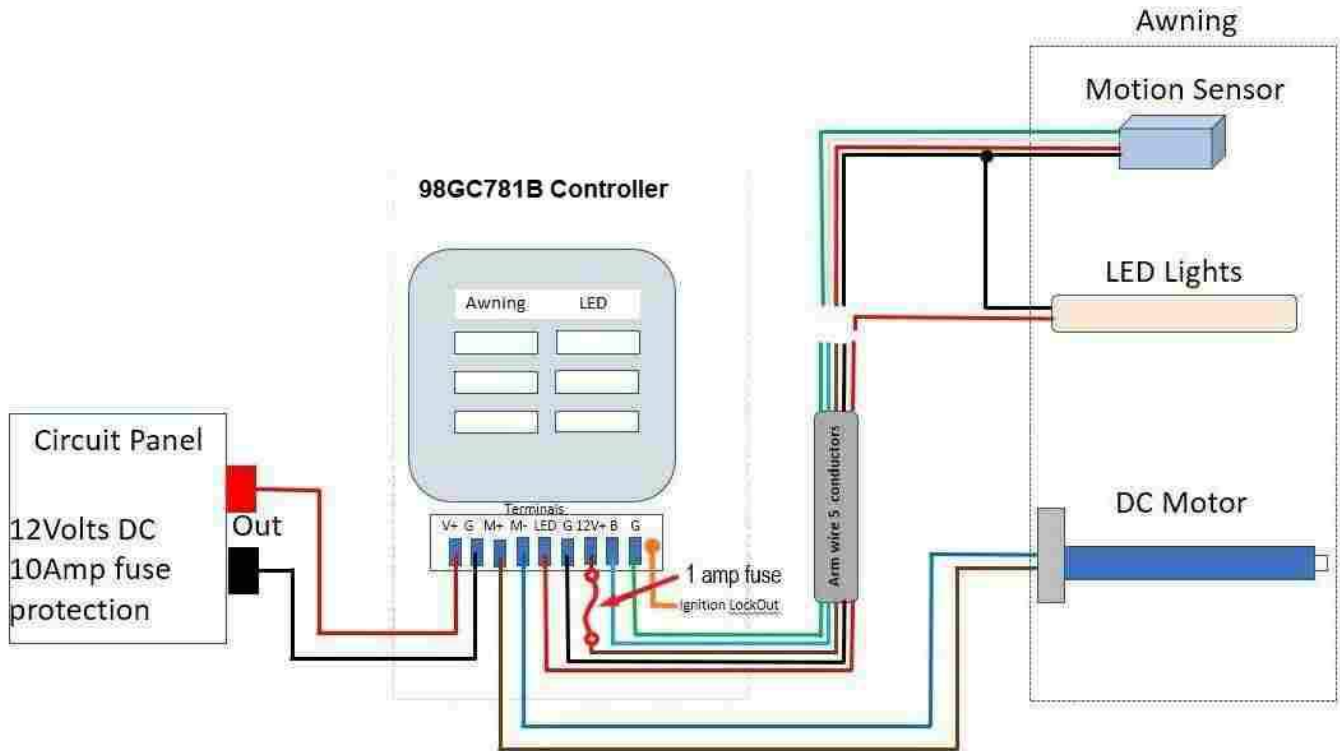 Awning
Motion Sensor
98GC781B Controller
LED Lights
Awning LED
Circuit Panel
12Volts DC
10Amp fuse
protection
Out
Terminals
V+ G M+ M- LED G 12V+ B G
1 amp fuse
Ignition LockOut
Arm wire 5 conductors
DC Motor